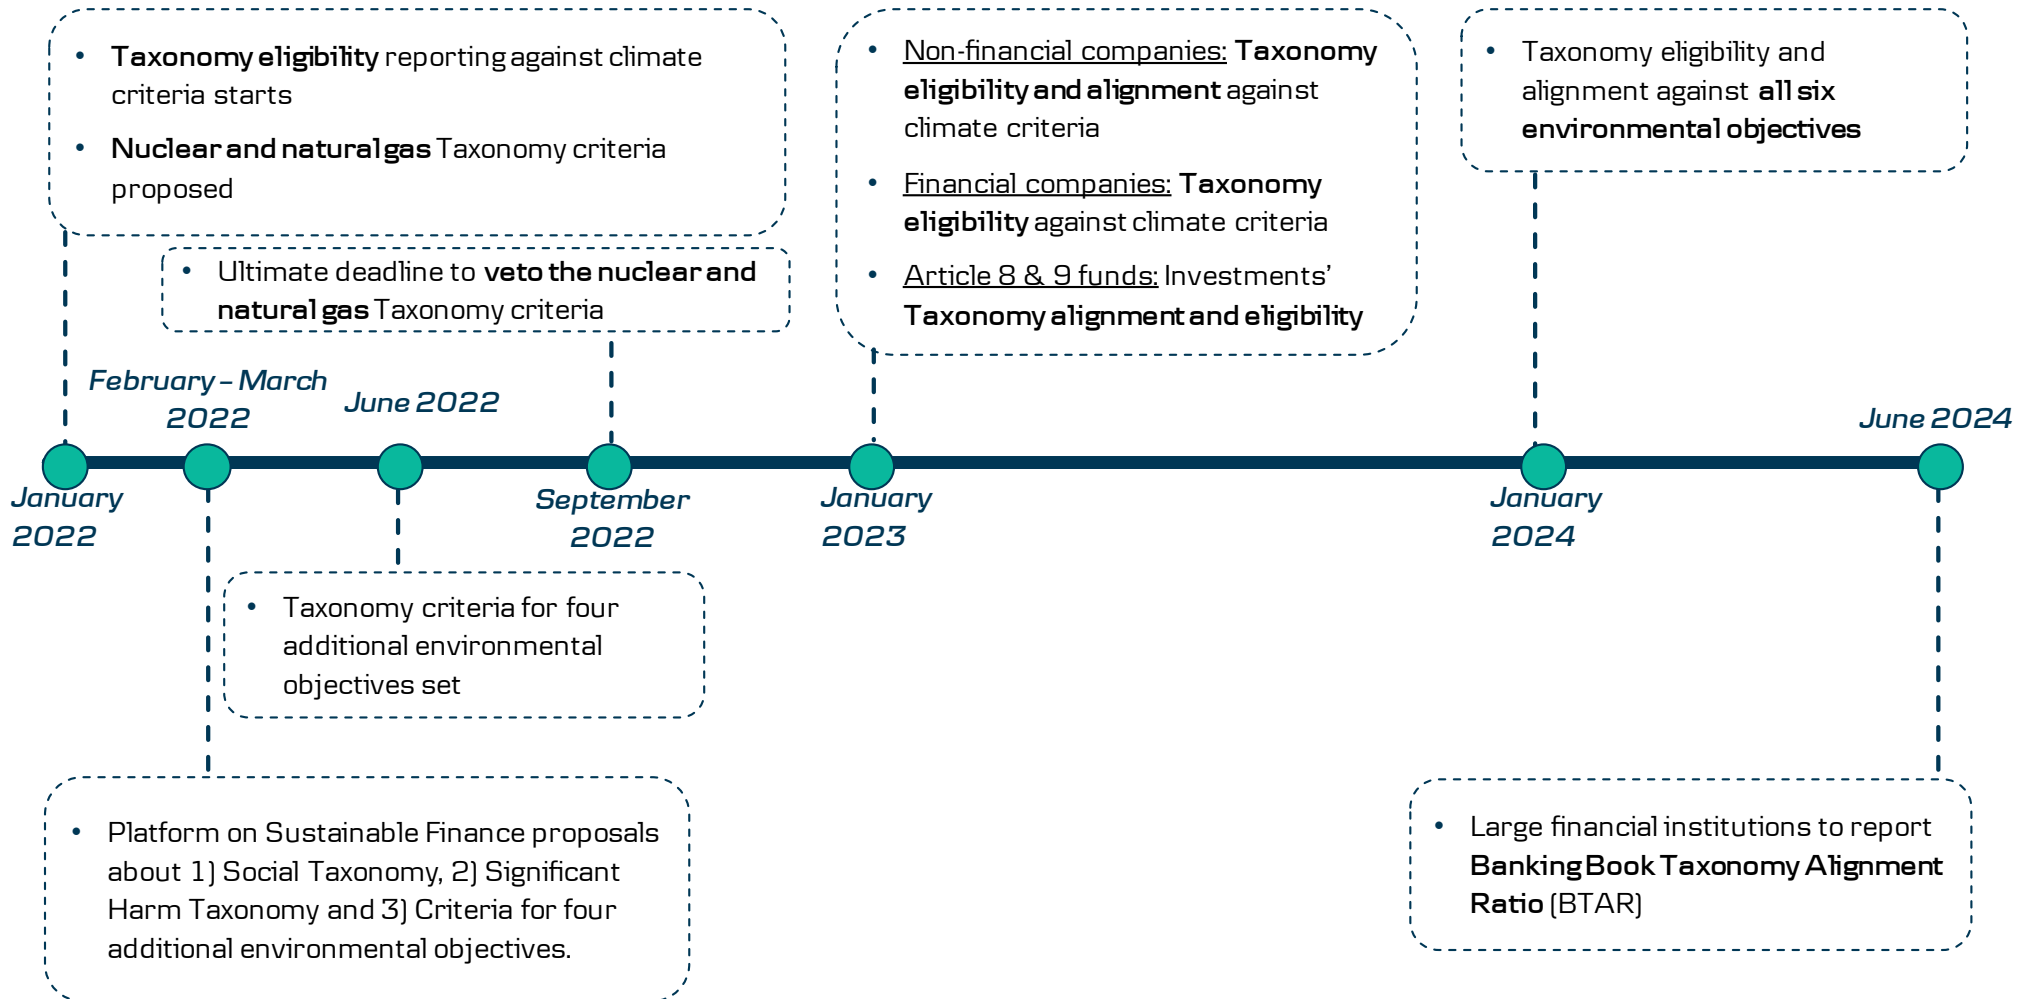 • Taxonomy eligibility reporting against climate
criteria starts
• Nuclear and natural gas Taxonomy criteria
proposed
• Ultimate deadline to veto the nuclear and
natural gas Taxonomy criteria
• Non-financial companies: Taxonomy
eligibility and alignment against
climate criteria
• Financial companies: Taxonomy
eligibility against climate criteria
• Article 8 & 9 funds: Investments’
Taxonomy alignment and eligibility
• Taxonomy eligibility and
alignment against all six
environmental objectives
February – March
2022
June 2022
June 2024
January
2022
September
2022
January
2023
January
2024
• Taxonomy criteria for four
additional environmental
objectives set
• Platform on Sustainable Finance proposals
about 1) Social Taxonomy, 2) Significant
Harm Taxonomy and 3) Criteria for four
additional environmental objectives.
• Large financial institutions to report
Banking Book Taxonomy Alignment
Ratio (BTAR)